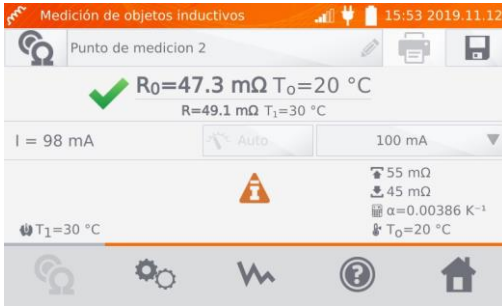 Medición de objetos inductivos 15:53 2019.11.12
Punto de medicion 2
R₀=47.3 mΩ T₀=20 °C
R=49.1 mΩ T₁=30 °C
I = 98 mA Auto 100 mA
55 mΩ
45 mΩ
α=0.00386 K⁻¹
T₁=30 °C T₀=20 °C